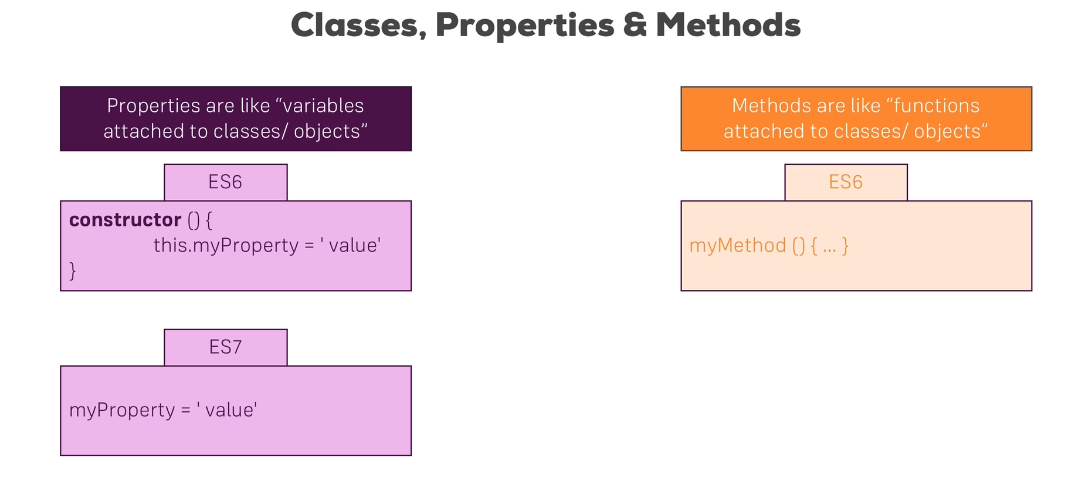 Classes, Properties & Methods
Properties are like “variables
attached to classes/ objects”
ES6
constructor () {
this.myProperty = ' value'
}
ES7
myProperty = ' value'
Methods are like “functions
attached to classes/ objects”
ES6
myMethod () { ... }